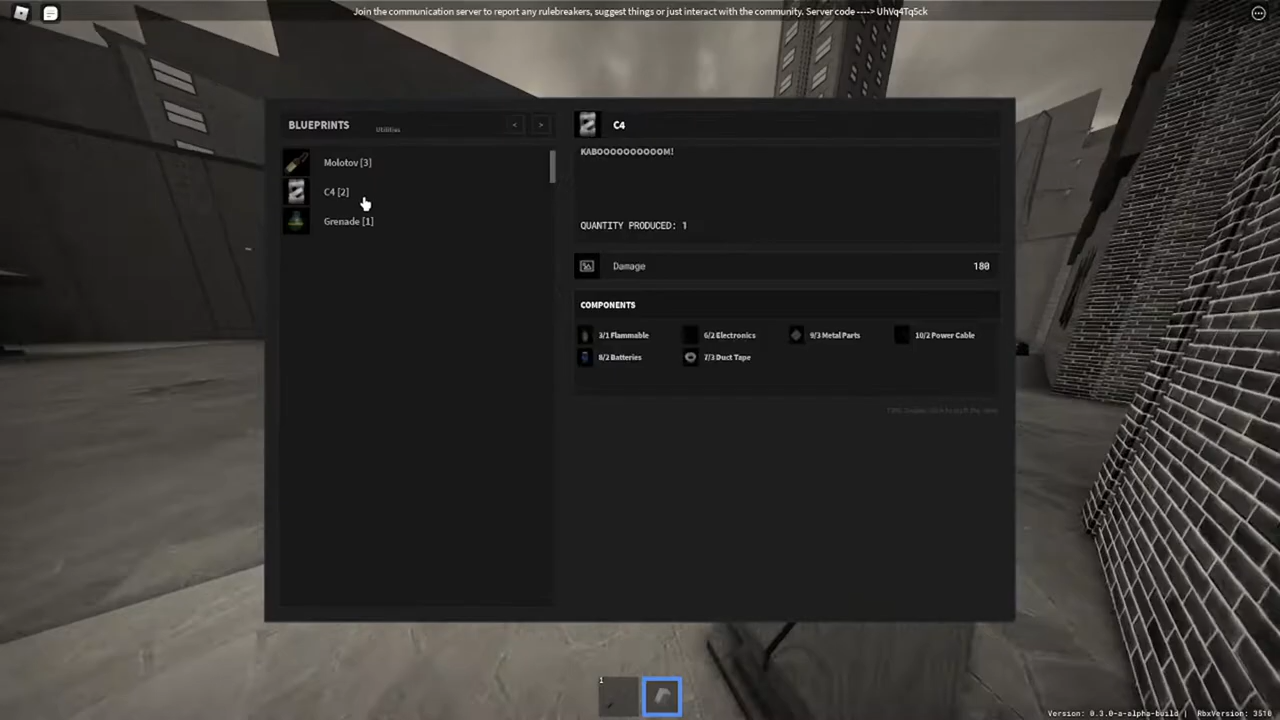 Join the communication server to report any rulebreakers, suggest things or just interact with the community. Server code ----> UhVq4Tq5ck
BLUEPRINTS
Utilities
<
>
Molotov [3]
C4 [2]
Grenade [1]
C4
KABOOOOOOOOOOM!
QUANTITY PRODUCED: 1
Damage 180
COMPONENTS
3/1 Flammable 6/2 Electronics 9/3 Metal Parts 10/2 Power Cable
8/2 Batteries 7/3 Duct Tape
1
Version: 0.3.0-a-alpha-build | RbxVersion: 3510